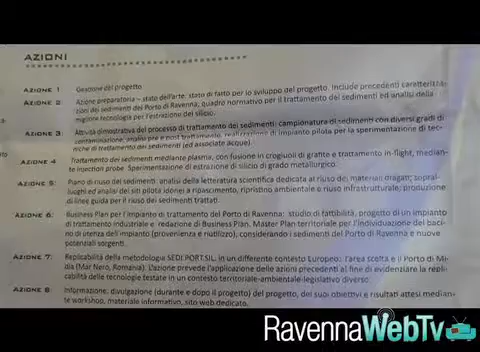 AZIONI
AZIONE 1 Gestione del progetto
AZIONE 2 Azione preparatoria – stato dell'arte, stato di fatto per lo sviluppo del progetto. Include precedenti caratterizza-
zioni dei sedimenti del Porto di Ravenna, quadro normativo per il trattamento dei sedimenti ed analisi della
migliore tecnologia per l'estrazione del silicio.
AZIONE 3 Attività dimostrativa del processo di trattamento dei sedimenti: campionatura di sedimenti con diversi gradi di
contaminazione, analisi pre e post trattamento, realizzazione di impianto pilota per la sperimentazione di tec-
niche di trattamento dei sedimenti (ed associate acque).
AZIONE 4 Trattamento dei sedimenti mediante plasma, con fusione in crogiuoli di grafite e trattamento in-flight, median-
te injection probe. Sperimentazione di estrazione di silicio di grado metallurgico.
AZIONE 5: Piano di riuso dei sedimenti: analisi della letteratura scientifica dedicata al riuso dei materiali dragati; sopral-
luoghi ed analisi dei siti pilota idonei a ripascimento, ripristino ambientale e riuso infrastrutturale; produzione
di linee guida per il riuso dei sedimenti trattati.
AZIONE 6: Business Plan per l'impianto di trattamento del Porto di Ravenna: studio di fattibilità, progetto di un impianto
di trattamento industriale e redazione di Business Plan. Master Plan territoriale per l'individuazione del baci-
no di utenza dell'impianto (provenienza e riutilizzo), considerando i sedimenti del Porto di Ravenna e nuove
potenziali sorgenti.
AZIONE 7: Replicabilità della metodologie SEDI.PORT.SIL. in un differente contesto Europeo: l'area scelta è il Porto di Mi-
dia (Mar Nero, Romania). L'azione prevede l'applicazione delle azioni precedenti al fine di evidenziare la repli-
cabilità delle tecnologie testate in un contesto territoriale-ambientale-legislativo diverso.
AZIONE 8: Informazione, divulgazione (durante e dopo il progetto) del progetto, dei suoi obiettivi e risultati attesi median-
te workshop, materiale informativo, sito web dedicato.
RavennaWebTv